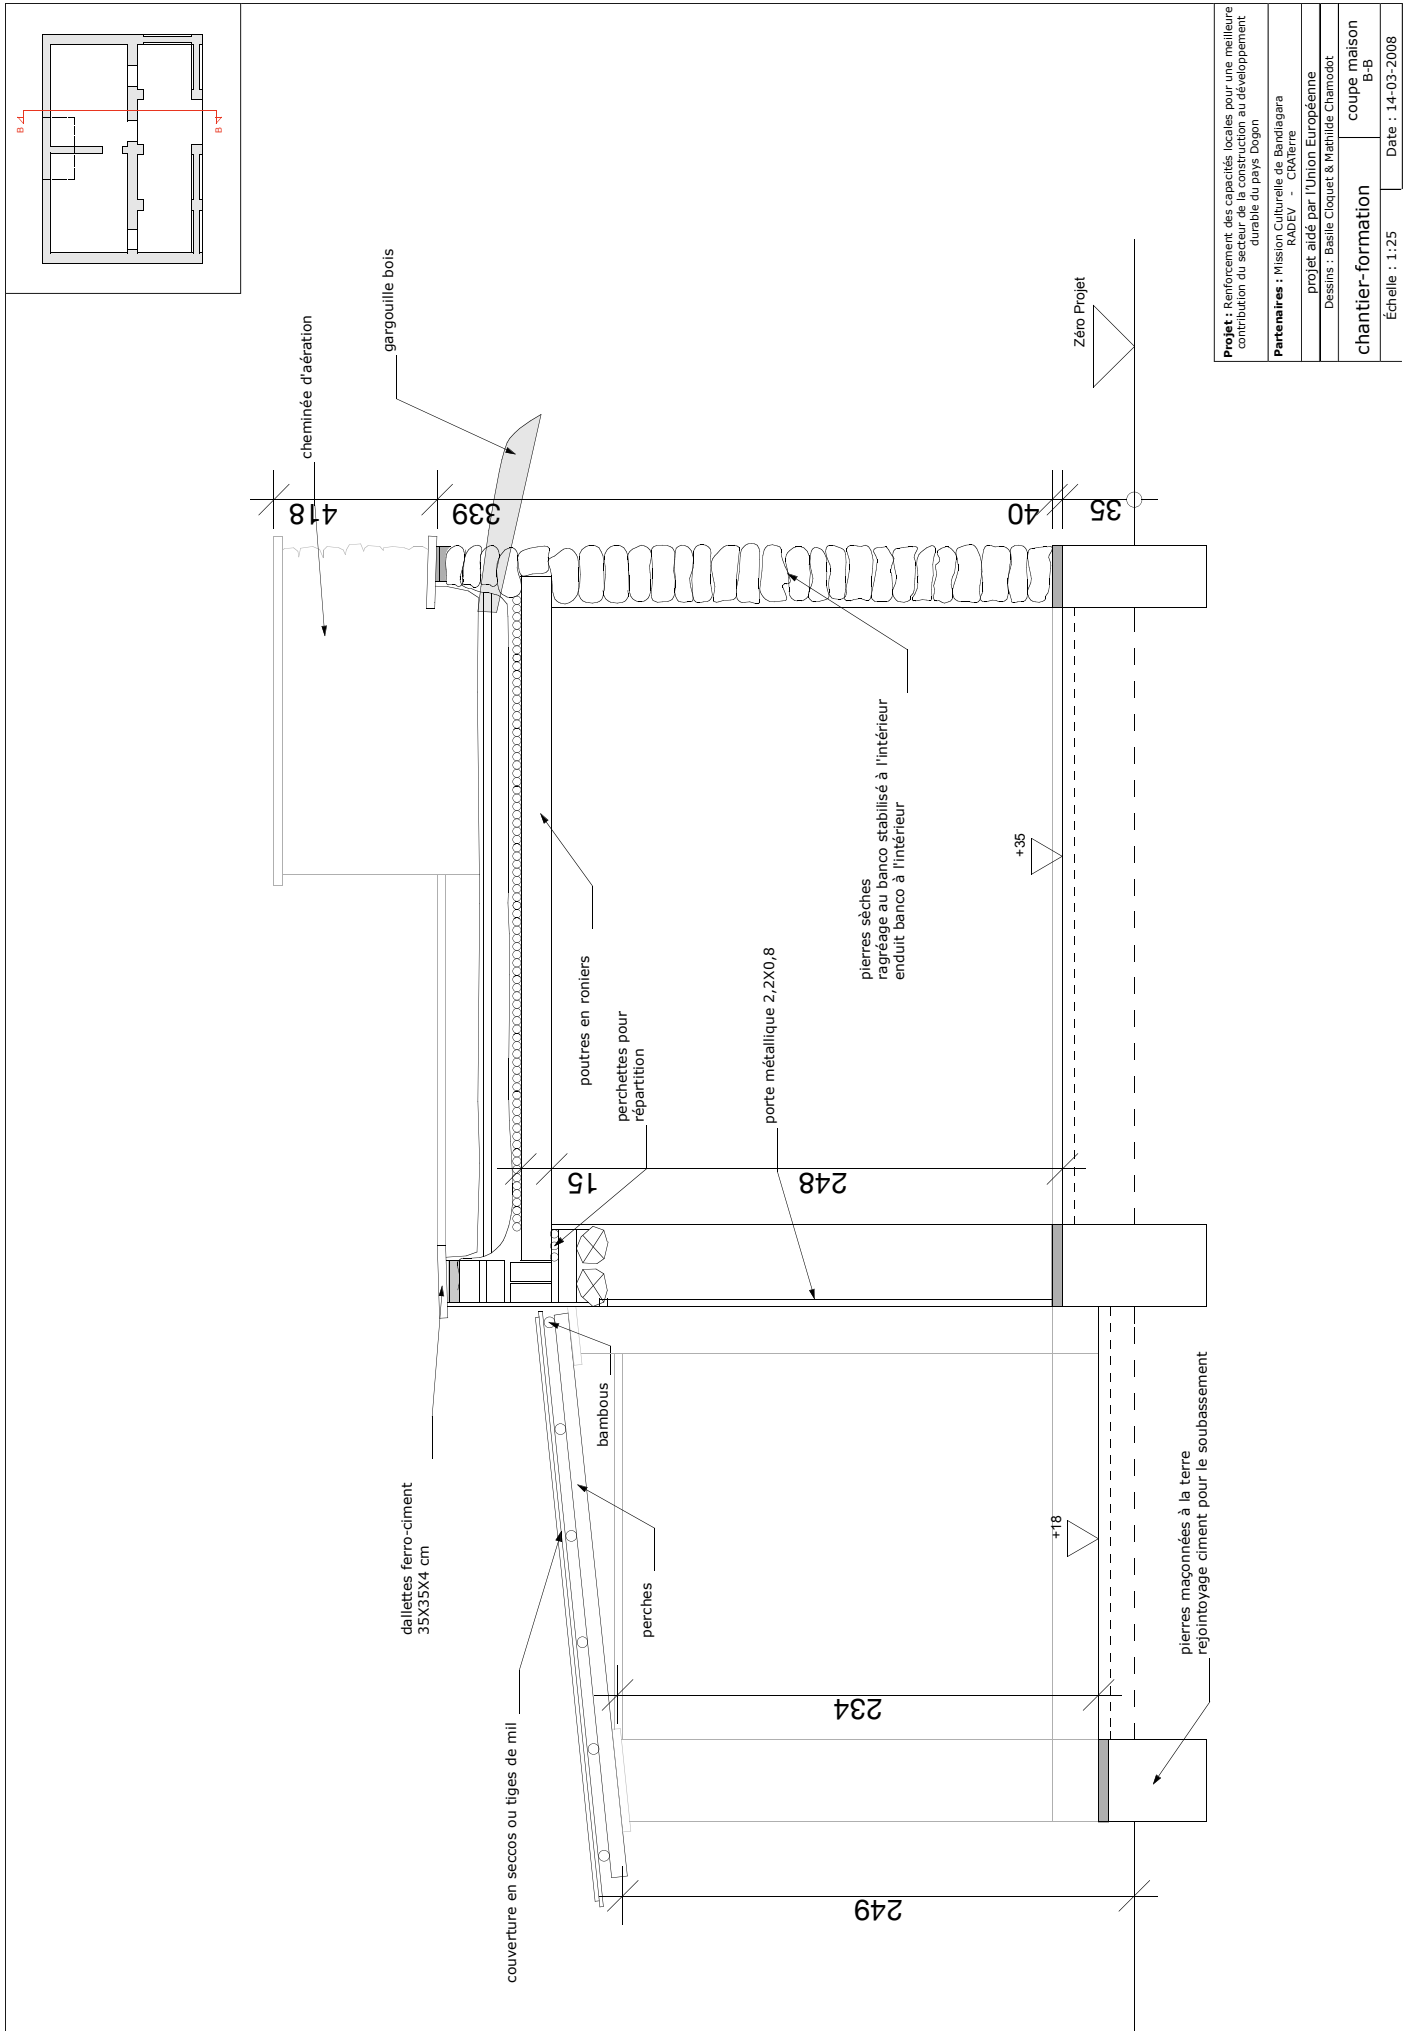 B
B
cheminée d'aération
gargouille bois
418
339
40
35
Zéro Projet
poutres en roniers
perchettes pour
répartition
15
248
porte métallique 2,2X0,8
pierres sèches
ragréage au banco stabilisé à l'intérieur
enduit banco à l'intérieur
+35
dallettes ferro-ciment
35X35X4 cm
couverture en seccos ou tiges de mil
bambous
perches
+18
234
249
pierres maçonnées à la terre
rejointoyage ciment pour le soubassement
Projet : Renforcement des capacités locales pour une meilleure
contribution du secteur de la construction au développement
durable du pays Dogon
Partenaires : Mission Culturelle de Bandiagara
RADEV - CRATerre
projet aidé par l'Union Européenne
Dessins : Basile Cloquet & Mathilde Chamodot
chantier-formation
coupe maison
B-B
Échelle : 1:25
Date : 14-03-2008